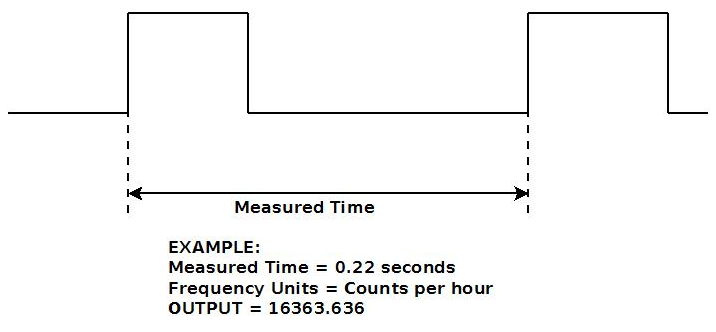 Measured Time
EXAMPLE:
Measured Time = 0.22 seconds
Frequency Units = Counts per hour
OUTPUT = 16363.636